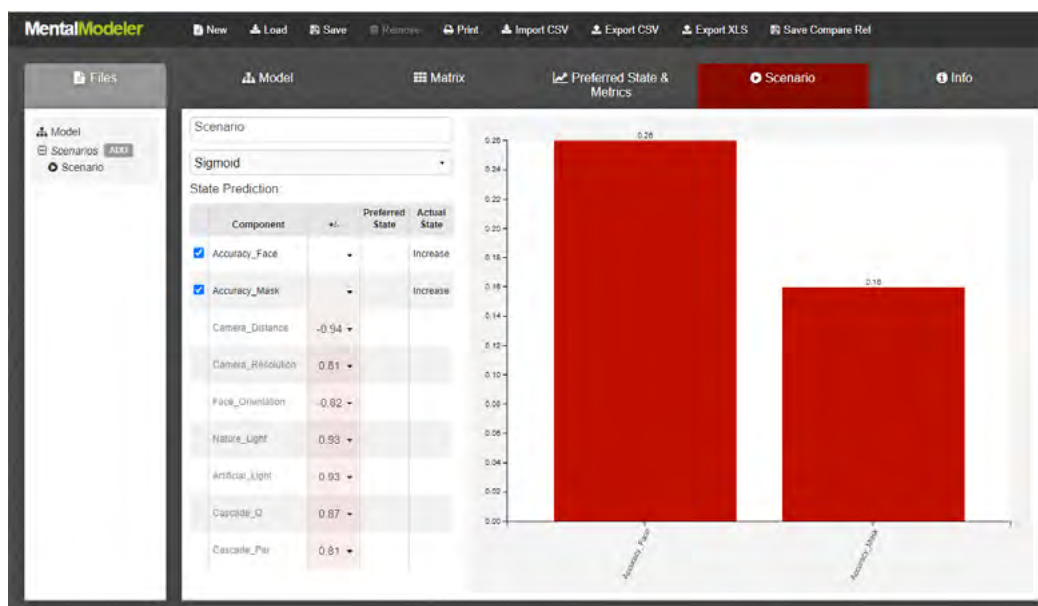 MentalModeler
New Load Save Remove Print Import CSV Export CSV Export XLS Save Compare Ref
Files Model Matrix Preferred State & Metrics Scenario Info
Model
Scenarios ADD
Scenario
Scenario
Sigmoid
State Prediction:
Component +/- Preferred State Actual State
Accuracy_Face Increase
Accuracy_Mask Increase
Camera_Distance -0.94
Camera_Resolution 0.81
Face_Orientation -0.82
Nature_Light 0.93
Artificial_Light 0.93
Cascade_O 0.87
Cascade_Par 0.81
0.26
0.24
0.22
0.20
0.18
0.16
0.14
0.12
0.10
0.08
0.06
0.04
0.02
0.00
0.26
0.16
Accuracy_Face
Accuracy_Mask